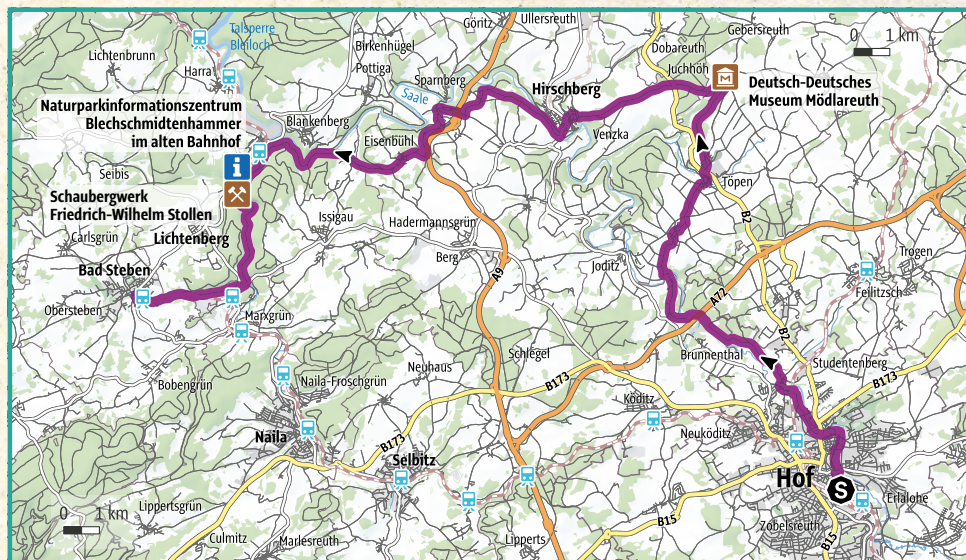 Talsperre
Bleiloch
Lichtenbrunn
Harra
Birkenhügel
Pottiga
Göritz
Ullersreuth
Gebersreuth
Dobareuth
0 1 km
Sparnberg
Saale
Juchhöh
Hirschberg
Deutsch-Deutsches
Museum Mödlareuth
Naturparkinformationszentrum
Blechschmidtenhammer
im alten Bahnhof
Blankenberg
Eisenbühl
Venzka
Seibis
Töpen
Schaubergwerk
Friedrich-Wilhelm Stollen
Issigau
Hadermannsgrün
B2
Carlsgrün
Lichtenberg
Berg
Trogen
Bad Steben
A9
Joditz
Feilitzsch
Obersteben
A72
Marxgrün
B2
Schlegel
Brunnenthal
Studentenberg
Bobengrün
Naila-Froschgrün
Neuhaus
B173
B173
Köditz
Naila
B173
Neuköditz
Selbitz
Hof
S
Erlalohe
Lippertsgrün
0 1 km
B15
Zobelsreuth
Culmitz
Marlesreuth
Lipperts
B15